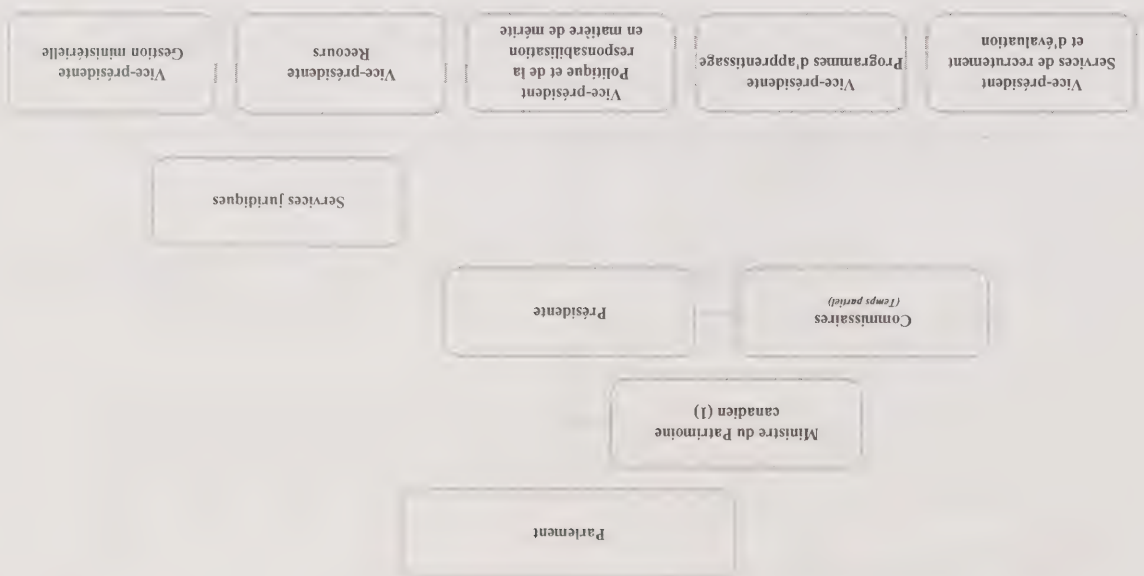 Parlement
Ministre du Patrimoine
canadien (1)
Commissaires
(Temps partiel)
Présidente
Services juridiques
Vice-président
Services de recrutement
et d'évaluation
Vice-présidente
Programmes d'apprentissage
Vice-président
Politique et de la
responsabilisation
en matière de mérite
Vice-présidente
Recours
Vice-présidente
Gestion ministérielle